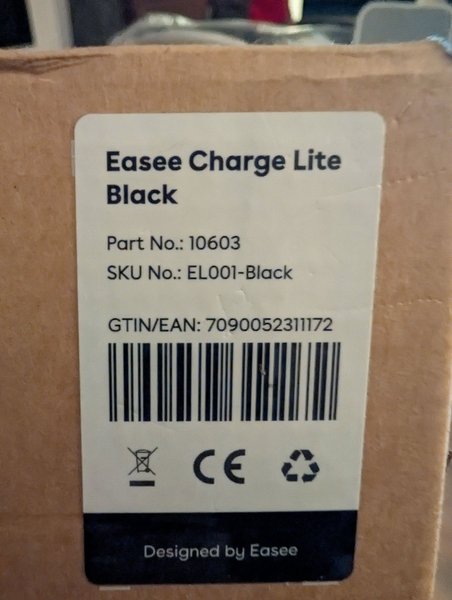 Easee Charge Lite
Black
Part No.: 10603
SKU No.: EL001-Black
GTIN/EAN: 7090052311172
CE
Designed by Easee